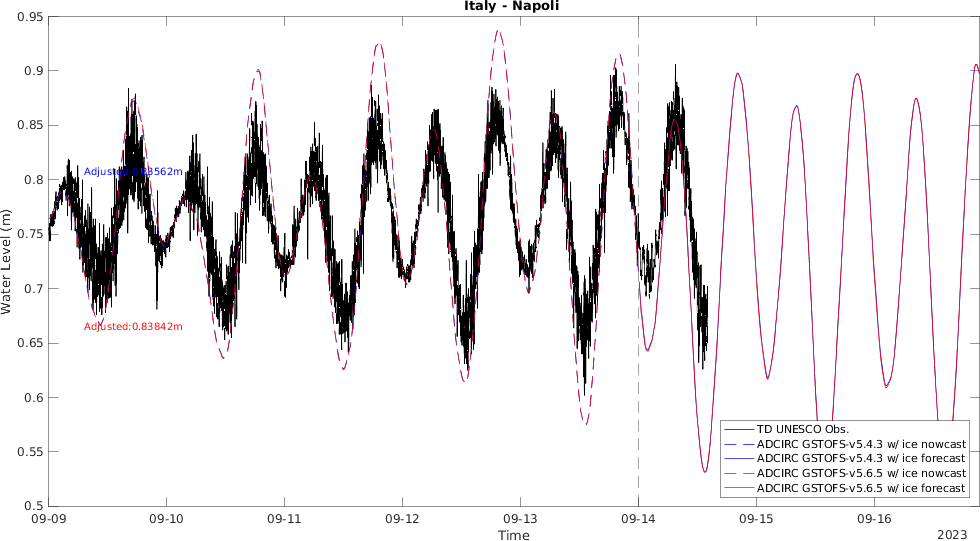 Italy - Napoli
Water Level (m)
0.95
0.9
0.85
0.8
0.75
0.7
0.65
0.6
0.55
0.5
Adjusted:0.83562m
Adjusted:0.83842m
TD UNESCO Obs.
ADCIRC GSTOFS-v5.4.3 w/ ice nowcast
ADCIRC GSTOFS-v5.4.3 w/ ice forecast
ADCIRC GSTOFS-v5.6.5 w/ ice nowcast
ADCIRC GSTOFS-v5.6.5 w/ ice forecast
09-09 09-10 09-11 09-12 09-13 09-14 09-15 09-16
Time
2023